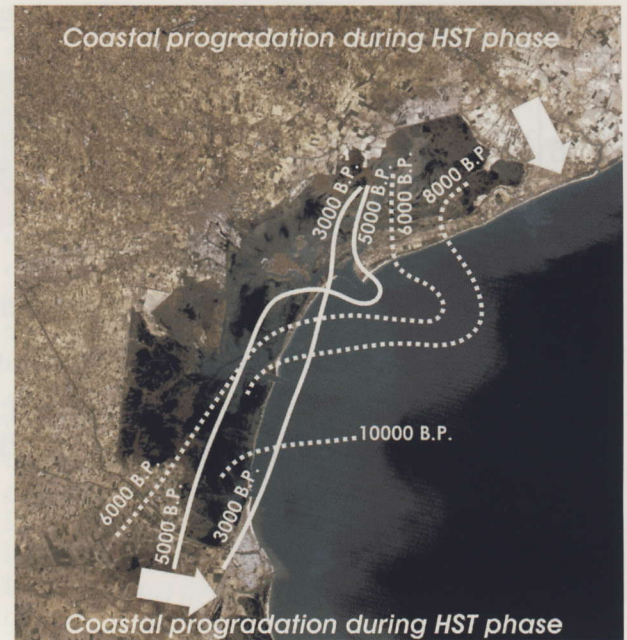 Coastal progradation during HST phase
3000 B.P.
5000 B.P.
6000 B.P.
8000 B.P.
10000 B.P.
6000 B.P.
5000 B.P.
3000 B.P.
Coastal progradation during HST phase